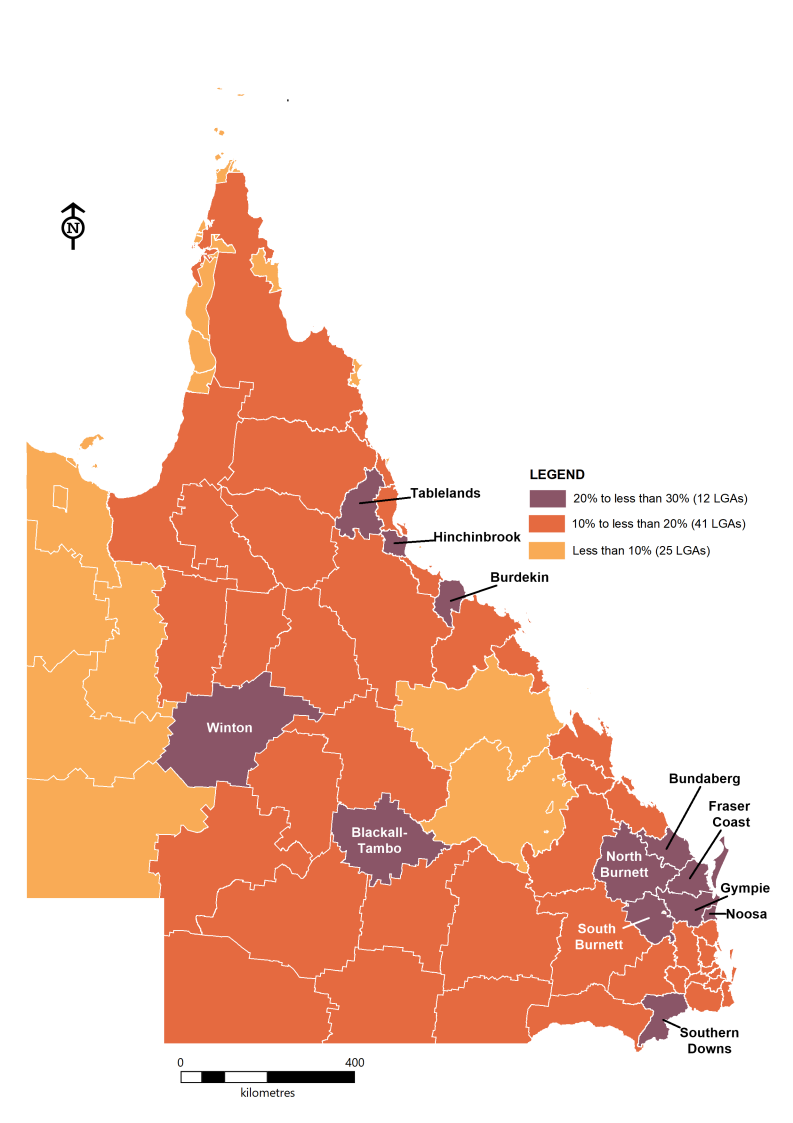 N
LEGEND
20% to less than 30% (12 LGAs)
10% to less than 20% (41 LGAs)
Less than 10% (25 LGAs)
Tablelands
Hinchinbrook
Burdekin
Winton
Bundaberg
Fraser
Coast
Blackall-
Tambo
North
Burnett
Gympie
Noosa
South
Burnett
Southern
Downs
0
400
kilometres